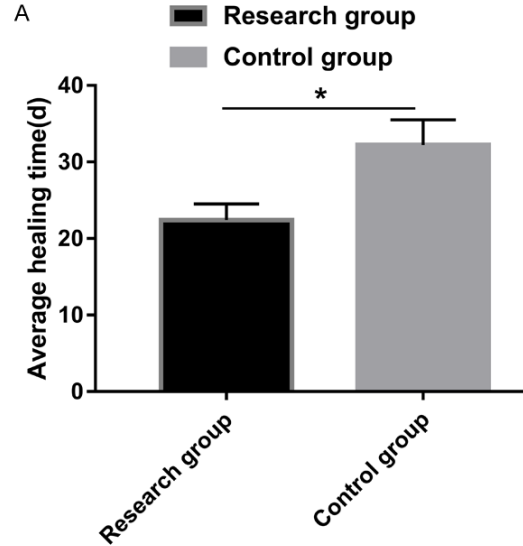 A
Research group
Control group
*
Average healing time(d)
40
30
20
10
0
Research group
Control group